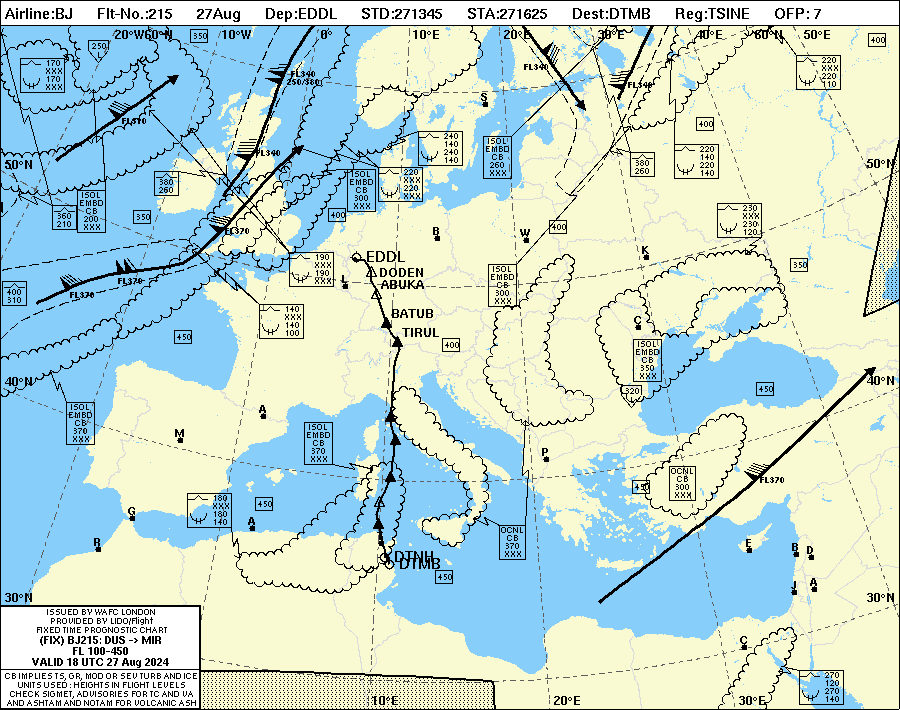 Airline:BJ Flt-No.:215 27Aug Dep:EDDL STD:271345 STA:271625 Dest:DTMB Reg:TSINE OFP: 7
20°W60°N 10°W 0° 10°E 20°E 30°E 40°E 60°N 50°E
350
400
250
170
XXX
170
XXX
FL340
250/380
FL340
FL340
220
XXX
220
110
FL310
S
400
240
140
240
140
ISOL
EMBD
CB
260
XXX
220
140
220
140
380
260
50°N
50°N
FL340
380
260
ISOL
EMBD
CB
300
XXX
220
XXX
220
XXX
ISOL
EMBD
CB
200
XXX
360
210
350
400
230
XXX
230
120
FL370
B
W
400
K
190
XXX
190
XXX
EDDL
DODEN
ABUKA
L
350
FL370
FL370
400
310
ISOL
EMBD
CB
300
XXX
140
XXX
140
100
BATUB
TIRUL
C
450
400
ISOL
EMBD
CB
350
XXX
40°N
40°N
320
450
ISOL
EMBD
CB
370
XXX
A
M
ISOL
EMBD
CB
370
XXX
P
OCNL
CB
300
XXX
FL370
450
180
XXX
180
140
450
G
A
R
OCNL
CB
370
XXX
E
B
D
DTNH
DTMB
450
J
A
30°N
30°N
C
ISSUED BY WAFC LONDON
PROVIDED BY LIDO/Flight
FIXED TIME PROGNOSTIC CHART
(FIX) BJ215: DUS -> MIR
FL 100-450
VALID 18 UTC 27 Aug 2024
CB IMPLIES TS, GR, MOD OR SEV TURB AND ICE
UNITS USED : HEIGHTS IN FLIGHT LEVELS
CHECK SIGMET, ADVISORIES FOR TC AND VA
AND ASHTAM AND NOTAM FOR VOLCANIC ASH
270
120
270
140
10°E 20°E 30°E